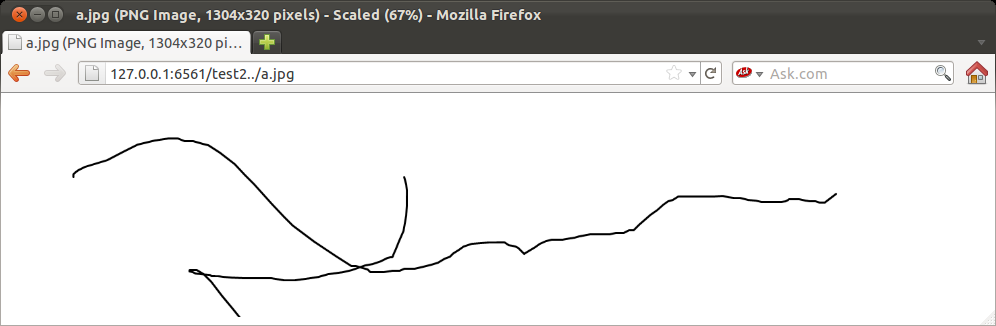 a.jpg (PNG Image, 1304x320 pixels) - Scaled (67%) - Mozilla Firefox
a.jpg (PNG Image, 1304x320 pi...
127.0.0.1:6561/test2../a.jpg
Ask Ask.com